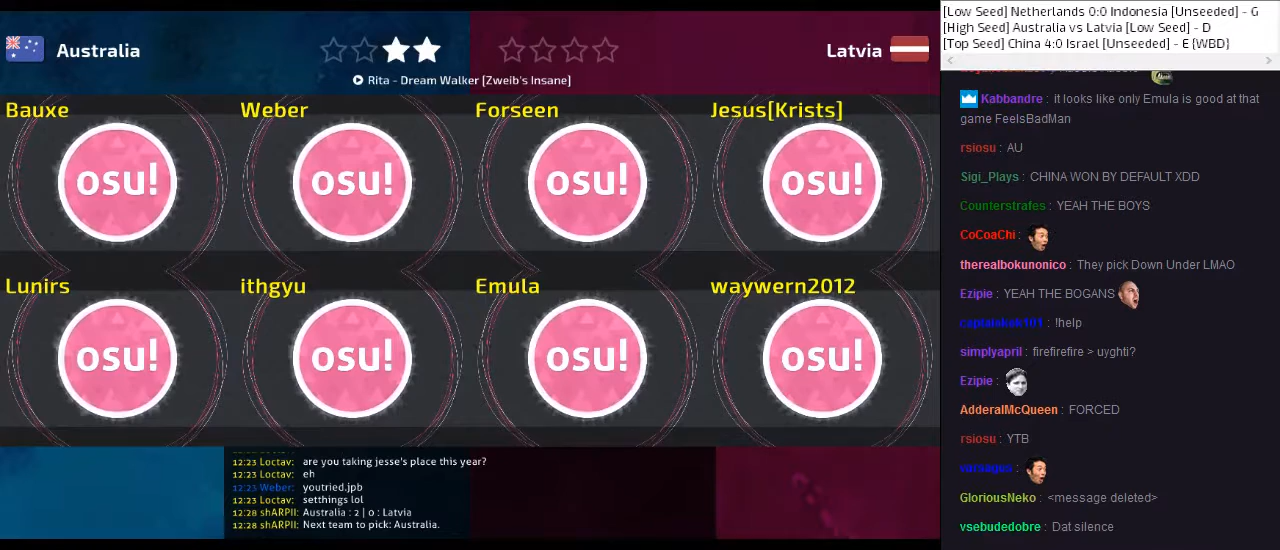 Australia
Latvia
Rita - Dream Walker [Zweib's Insane]
Bauxe
Weber
Forseen
Jesus[Krists]
osu!
osu!
osu!
osu!
Lunirs
ithgyu
Emula
waywern2012
osu!
osu!
osu!
osu!
12:23 Loctav: are you taking jesse's place this year?
12:23 Loctav: eh
12:23 Weber: youtried.jpb
12:23 Loctav: setthings lol
12:28 shARPII: Australia : 2 | 0 : Latvia
12:28 shARPII: Next team to pick: Australia.
[Low Seed] Netherlands 0:0 Indonesia [Unseeded] - G
[High Seed] Australia vs Latvia [Low Seed] - D
[Top Seed] China 4:0 Israel [Unseeded] - E {WBD}
Kabbandre : it looks like only Emula is good at that
game FeelsBadMan
rsiosu : AU
Sigi_Plays : CHINA WON BY DEFAULT XDD
Counterstrafes : YEAH THE BOYS
CoCoaChi :
therealbokunonico : They pick Down Under LMAO
Ezipie : YEAH THE BOGANS
: !help
simplyapril : firefirefire > uyghti?
Ezipie :
AdderalMcQueen : FORCED
rsiosu : YTB
GloriousNeko : <message deleted>
vsebudedobre : Dat silence